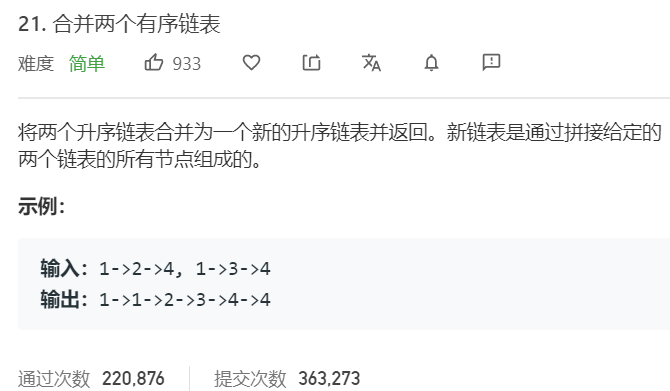 21. 合并两个有序链表
难度 简单 933
将两个升序链表合并为一个新的升序链表并返回。新链表是通过拼接给定的
两个链表的所有节点组成的。
示例：
输入：1->2->4, 1->3->4
输出：1->1->2->3->4->4
通过次数 220,876 提交次数 363,273